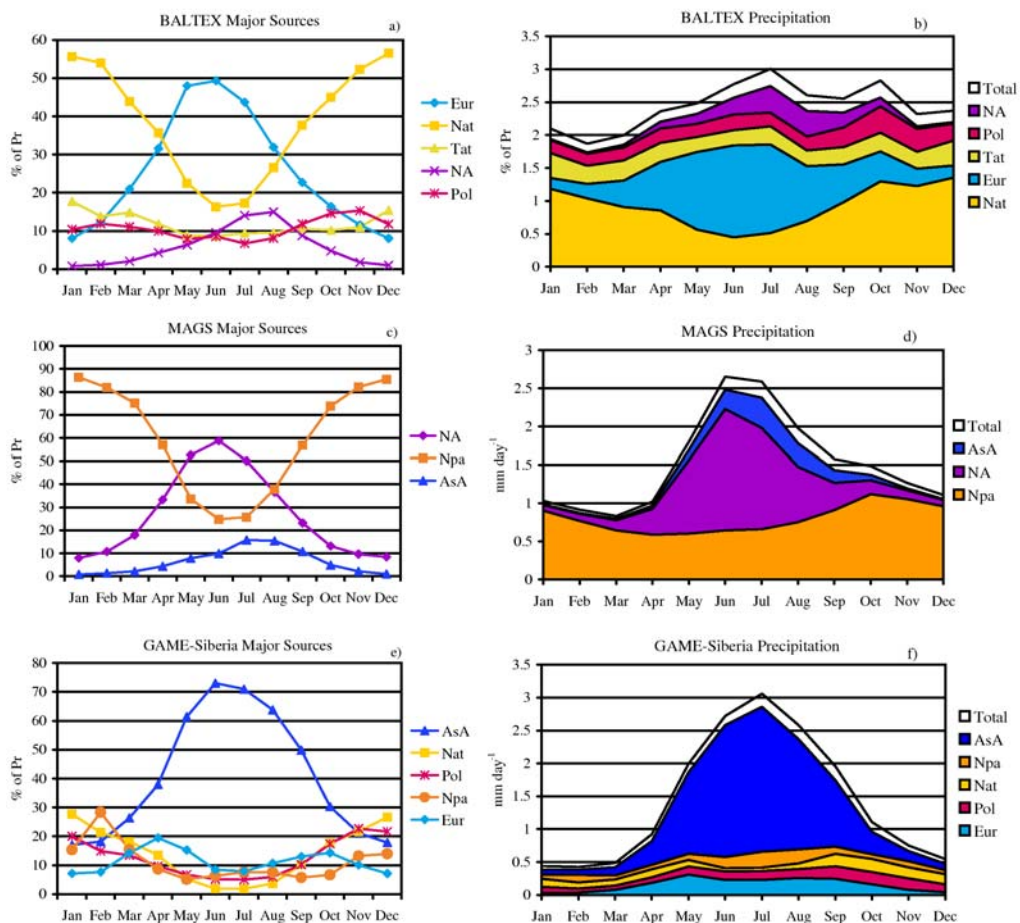 BALTEX Major Sources
a)
60
50
40
30
20
10
0
% of Pr
Jan Feb Mar Apr May Jun Jul Aug Sep Oct Nov Dec
Eur
Nat
Tat
NA
Pol
BALTEX Precipitation
b)
3.5
3
2.5
2
1.5
1
0.5
0
% of Pr
Jan Feb Mar Apr May Jun Jul Aug Sep Oct Nov Dec
Total
NA
Pol
Tat
Eur
Nat
MAGS Major Sources
c)
100
90
80
70
60
50
40
30
20
10
0
% of Pr
Jan Feb Mar Apr May Jun Jul Aug Sep Oct Nov Dec
NA
Npa
AsA
MAGS Precipitation
d)
3
2.5
2
1.5
1
0.5
0
mm day-1
Jan Feb Mar Apr May Jun Jul Aug Sep Oct Nov Dec
Total
AsA
NA
Npa
GAME-Siberia Major Sources
e)
80
70
60
50
40
30
20
10
0
% of Pr
Jan Feb Mar Apr May Jun Jul Aug Sep Oct Nov Dec
AsA
Nat
Pol
Npa
Eur
GAME-Siberia Precipitation
f)
3.5
3
2.5
2
1.5
1
0.5
0
mm day-1
Jan Feb Mar Apr May Jun Jul Aug Sep Oct Nov Dec
Total
AsA
Npa
Nat
Pol
Eur